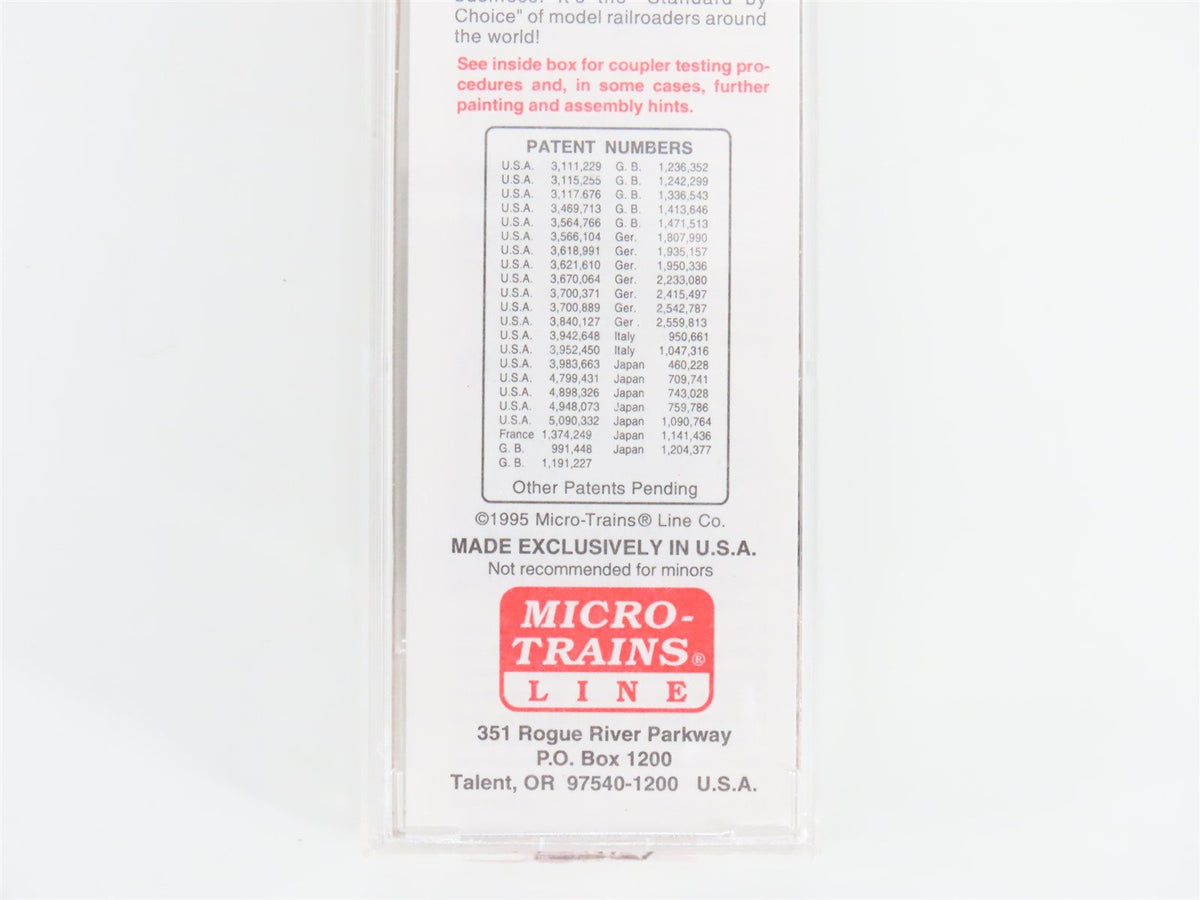 Choice" of model railroaders around
the world!
See inside box for coupler testing pro-
cedures and, in some cases, further
painting and assembly hints.
PATENT NUMBERS
U.S.A. 3,111,229 G. B. 1,236,352
U.S.A. 3,115,255 G. B. 1,242,299
U.S.A. 3,117,676 G. B. 1,336,543
U.S.A. 3,469,713 G. B. 1,413,646
U.S.A. 3,564,766 G. B. 1,471,513
U.S.A. 3,566,104 Ger. 1,807,990
U.S.A. 3,618,991 Ger. 1,935,157
U.S.A. 3,621,610 Ger. 1,950,336
U.S.A. 3,670,064 Ger. 2,233,080
U.S.A. 3,700,371 Ger. 2,415,497
U.S.A. 3,700,889 Ger. 2,542,787
U.S.A. 3,840,127 Ger . 2,559,813
U.S.A. 3,942,648 Italy 950,661
U.S.A. 3,952,450 Italy 1,047,316
U.S.A. 3,983,663 Japan 460,228
U.S.A. 4,799,431 Japan 709,741
U.S.A. 4,898,326 Japan 743,028
U.S.A. 4,948,073 Japan 759,786
U.S.A. 5,090,332 Japan 1,090,764
France 1,374,249 Japan 1,141,436
G. B. 991,448 Japan 1,204,377
G. B. 1,191,227
Other Patents Pending
©1995 Micro-Trains® Line Co.
MADE EXCLUSIVELY IN U.S.A.
Not recommended for minors
MICRO-
TRAINS®
LINE
351 Rogue River Parkway
P.O. Box 1200
Talent, OR 97540-1200 U.S.A.